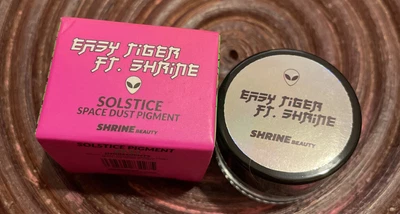 EASY TIGER
FT. SHRINE
SOLSTICE
SPACE DUST PIGMENT
SHRINE BEAUTY
SOLSTICE PIGMENT
EASY TIGER
FT. SHRINE
SHRINE BEAUTY